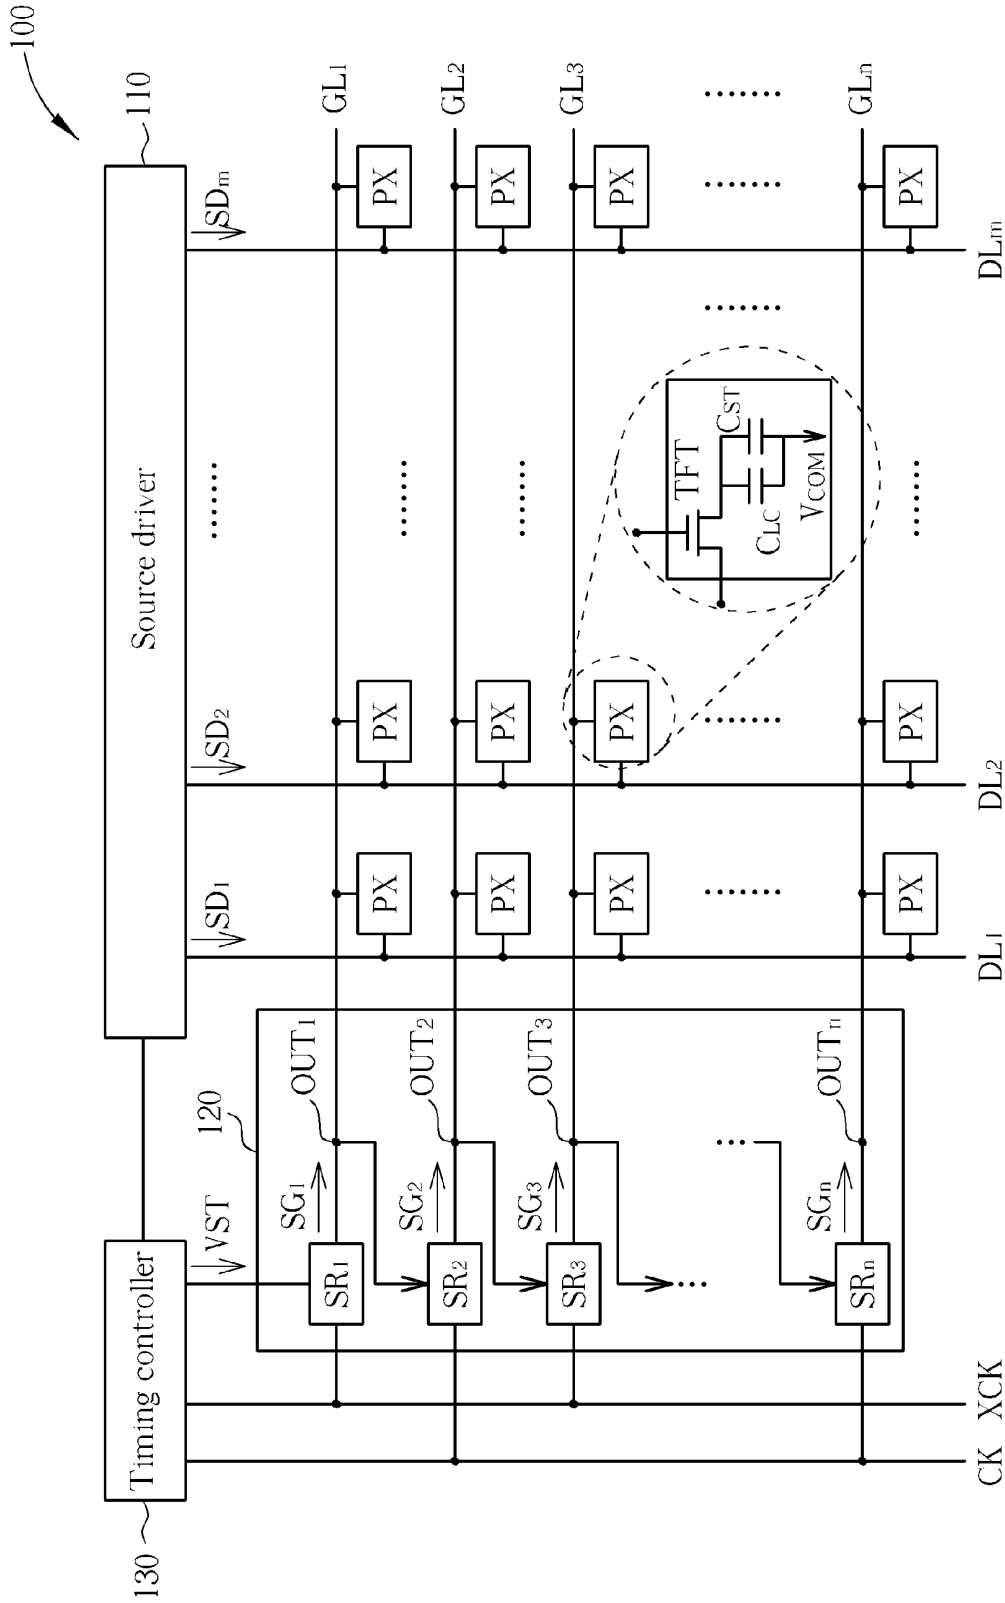 100
130
Timing controller
Source driver
110
VST
SD1
SD2
......
SDm
120
SG1
OUT1
GL1
SR1
PX
PX
......
PX
SG2
OUT2
GL2
SR2
PX
PX
......
PX
SG3
OUT3
GL3
SR3
PX
PX
PX
TFT
CLC
CST
VCOM
...
...
.......
.......
.......
.......
.......
SGn
OUTn
GLn
SRn
PX
PX
......
PX
CK
XCK
DL1
DL2
DLm